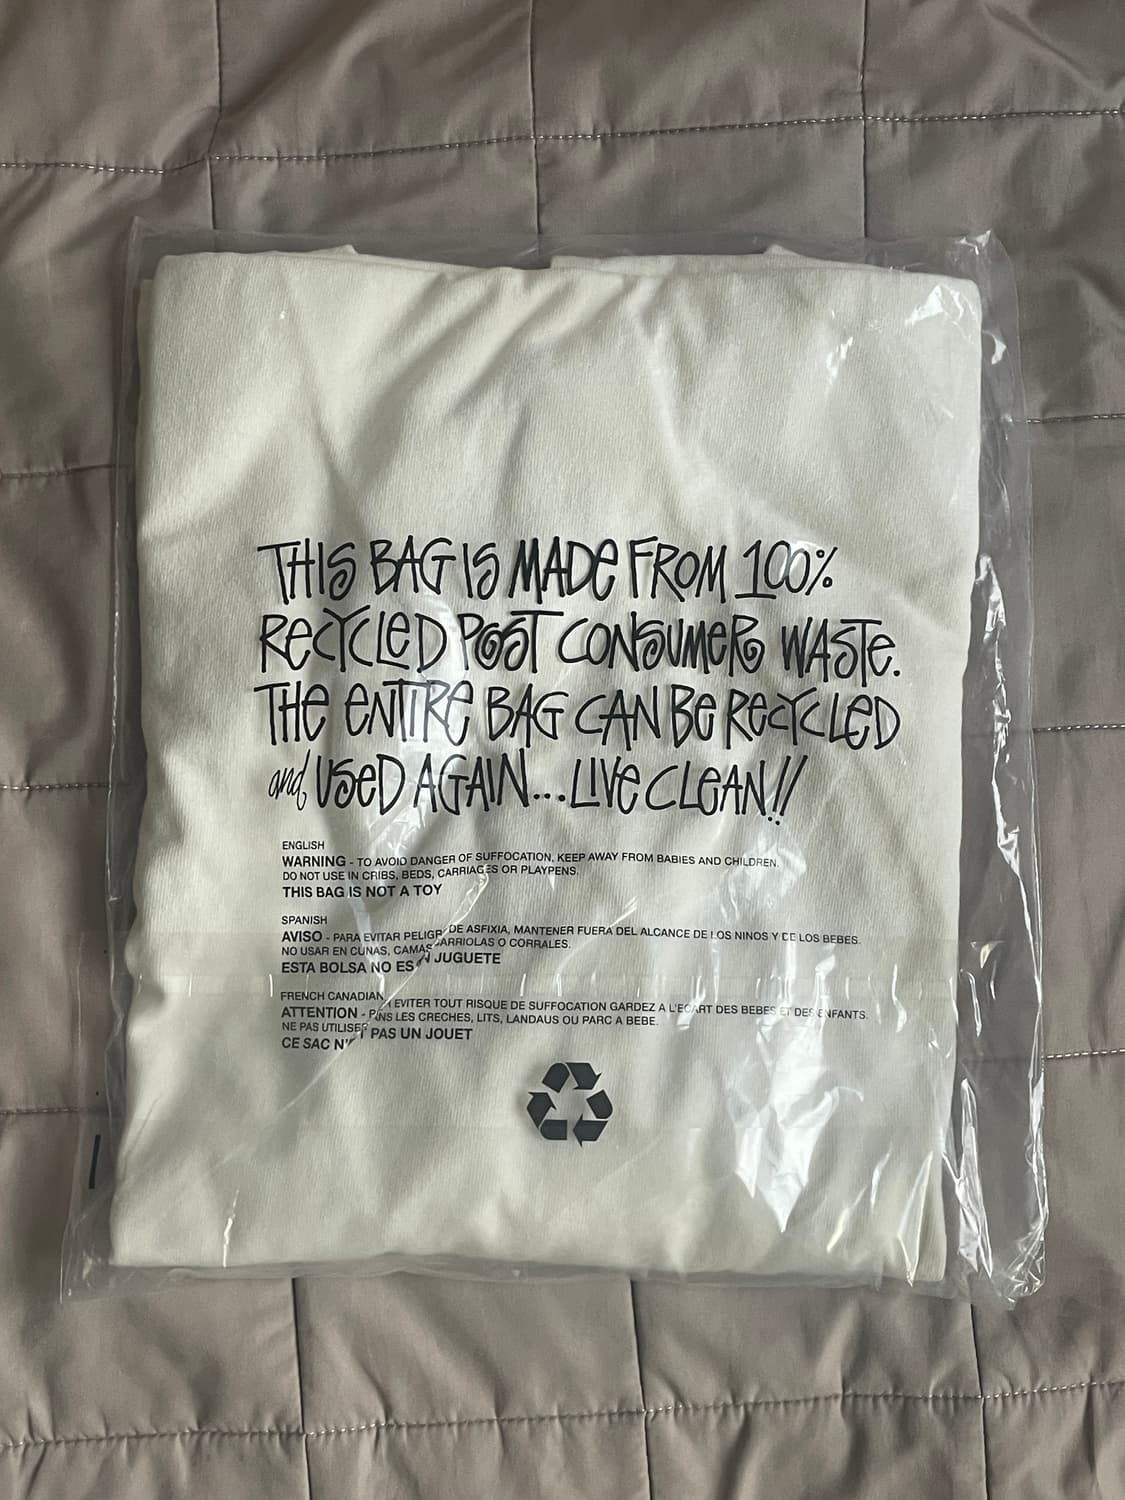 THIS BAG IS MADE FROM 100%
RECYCLED POST CONSUMER WASTE.
THE ENTIRE BAG CAN BE RECYCLED
and USED AGAIN...LIVE CLEAN!!
ENGLISH
WARNING - TO AVOID DANGER OF SUFFOCATION, KEEP AWAY FROM BABIES AND CHILDREN.
DO NOT USE IN CRIBS, BEDS, CARRIAGES OR PLAYPENS.
THIS BAG IS NOT A TOY
SPANISH
AVISO - PARA EVITAR DE ASFIXIA, MANTENER FUERA DEL ALCANCE DE LOS NINOS Y DE LOS BEBES.
NO USAR EN CUNAS, CAMAS O CORRALES.
ESTA BOLSA NO ES JUGUETE
FRENCH CANADIAN
ATTENTION - EVITER TOUT RISQUE DE SUFFOCATION GARDEZ A L'ECART DES BEBES ET DES ENFANTS.
NE PAS UTILISER LES CRECHES, LITS, LANDAUS OU PARC A BEBE.
CE SAC PAS UN JOUET